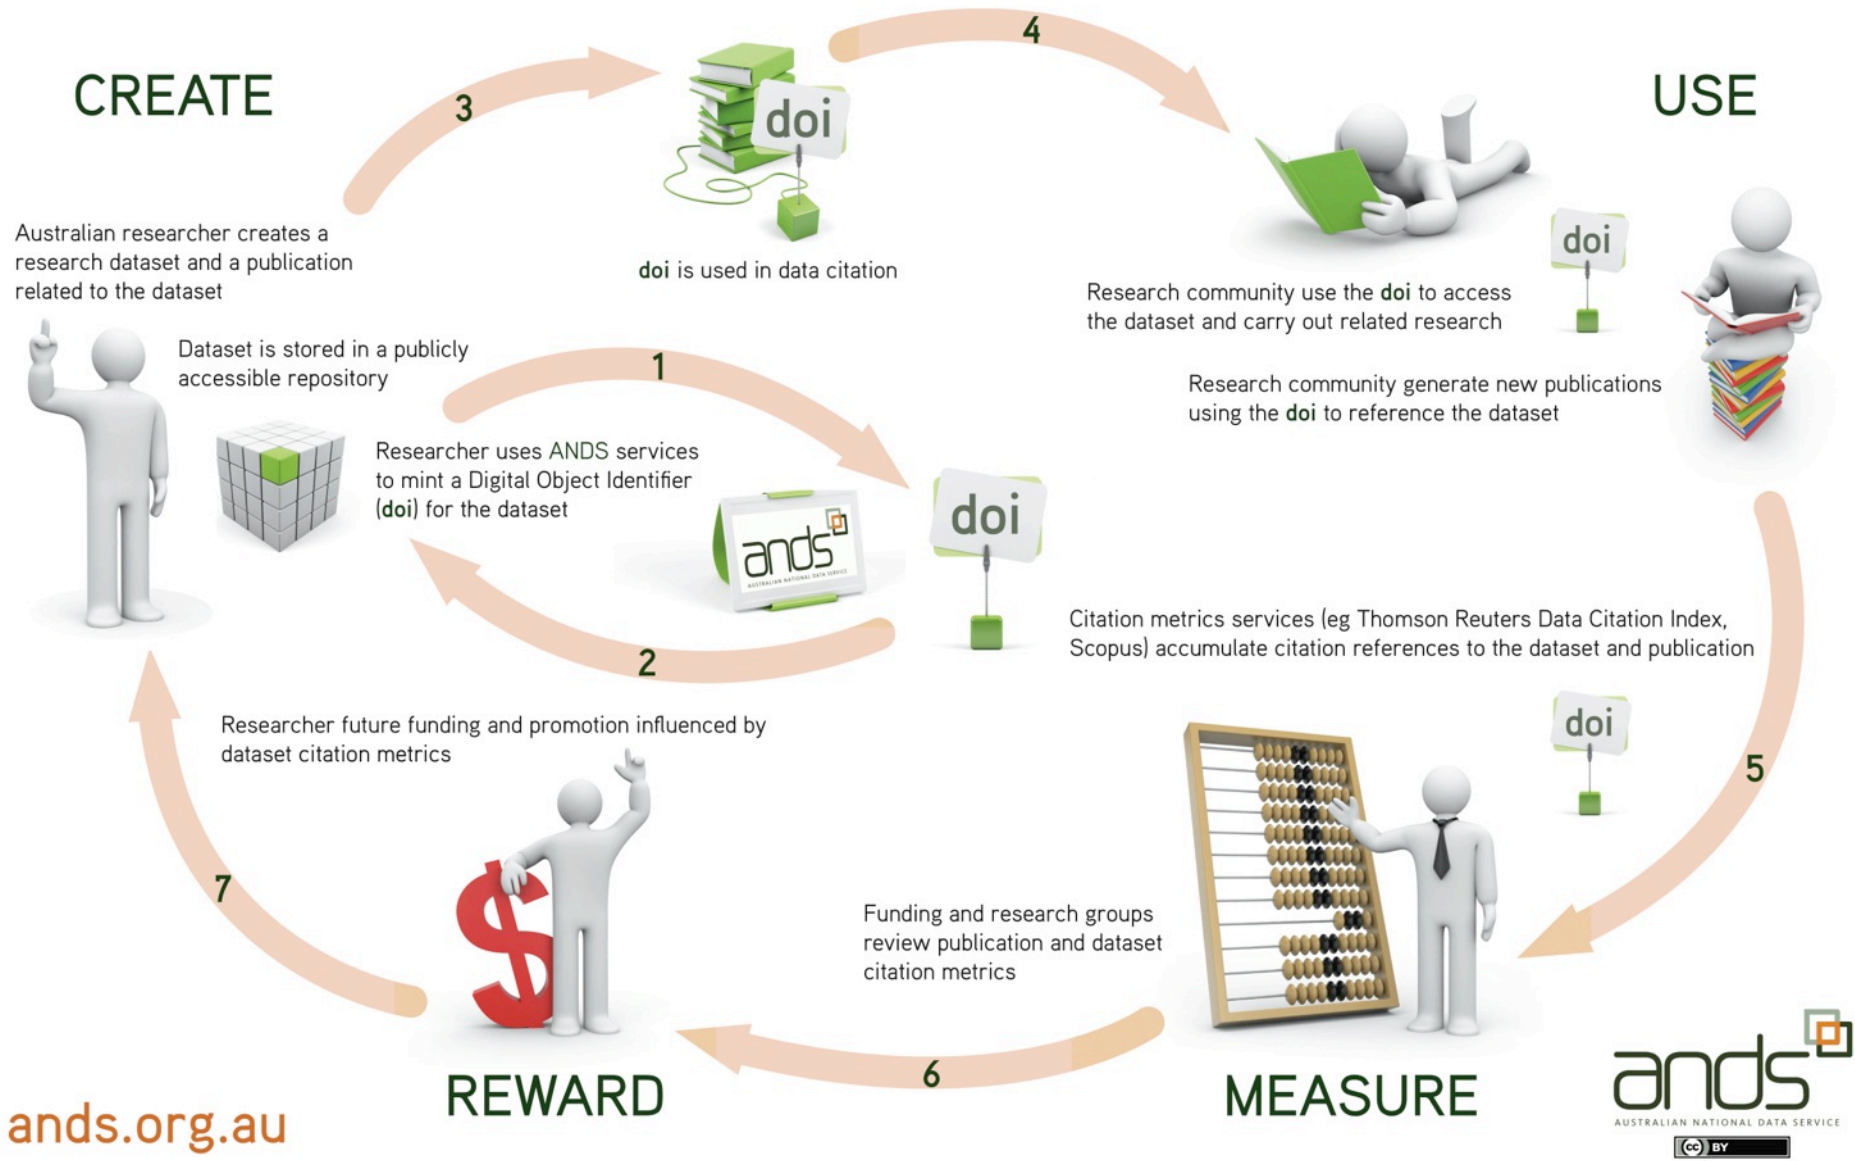 CREATE
3
doi
4
USE
Australian researcher creates a
research dataset and a publication
related to the dataset
doi is used in data citation
Research community use the doi to access
the dataset and carry out related research
doi
Dataset is stored in a publicly
accessible repository
1
Research community generate new publications
using the doi to reference the dataset
Researcher uses ANDS services
to mint a Digital Object Identifier
(doi) for the dataset
ands
AUSTRALIAN NATIONAL DATA SERVICE
doi
2
Citation metrics services (eg Thomson Reuters Data Citation Index,
Scopus) accumulate citation references to the dataset and publication
doi
5
Researcher future funding and promotion influenced by
dataset citation metrics
$
7
Funding and research groups
review publication and dataset
citation metrics
6
REWARD
MEASURE
ands.org.au
ands
AUSTRALIAN NATIONAL DATA SERVICE
cc BY